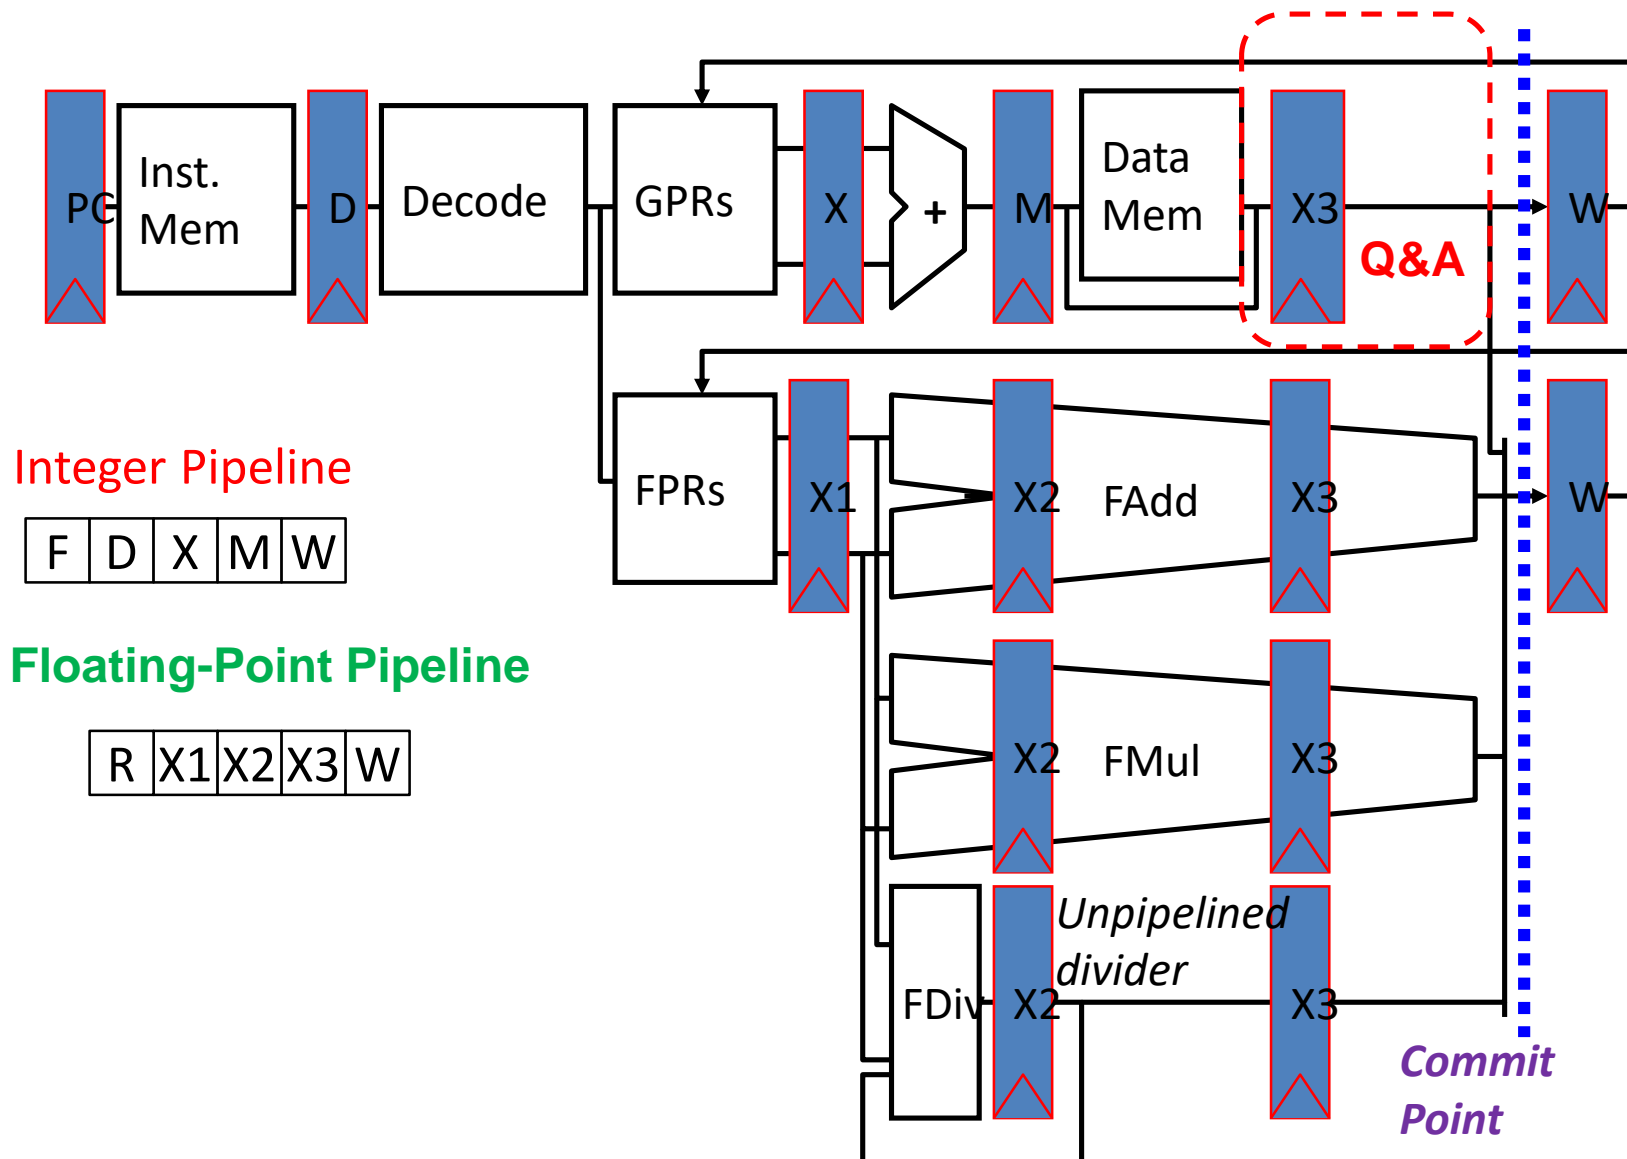 PC
Inst.
Mem
D
Decode
GPRs
X
+
M
Data
Mem
X3
Q&A
W
FPRs
X1
X2
FAdd
X3
W
Integer Pipeline
F D X M W
Floating-Point Pipeline
R X1 X2 X3 W
X2
FMul
X3
FDiv
X2
Unpipelined
divider
X3
Commit
Point